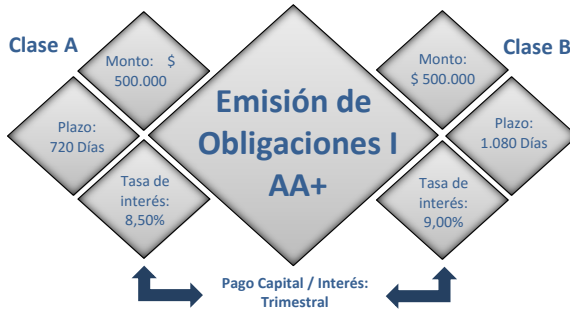 Clase A
Monto: $
500.000
Plazo:
720 Días
Tasa de
interés:
8,50%
Emisión de
Obligaciones I
AA+
Clase B
Monto:
$ 500.000
Plazo:
1.080 Días
Tasa de
interés:
9,00%
Pago Capital / Interés:
Trimestral